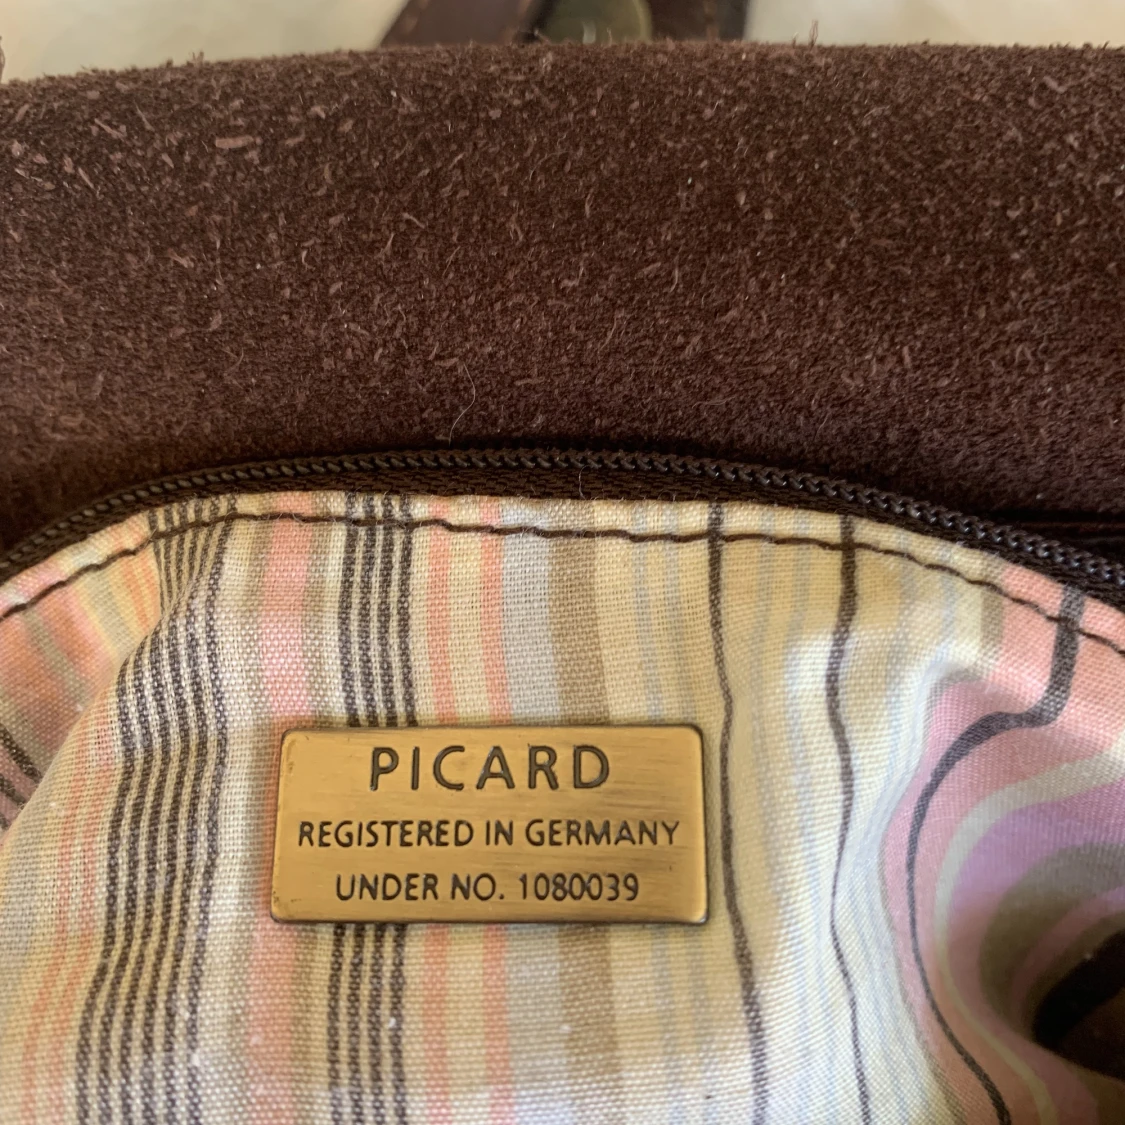 PICARD
REGISTERED IN GERMANY
UNDER NO. 1080039